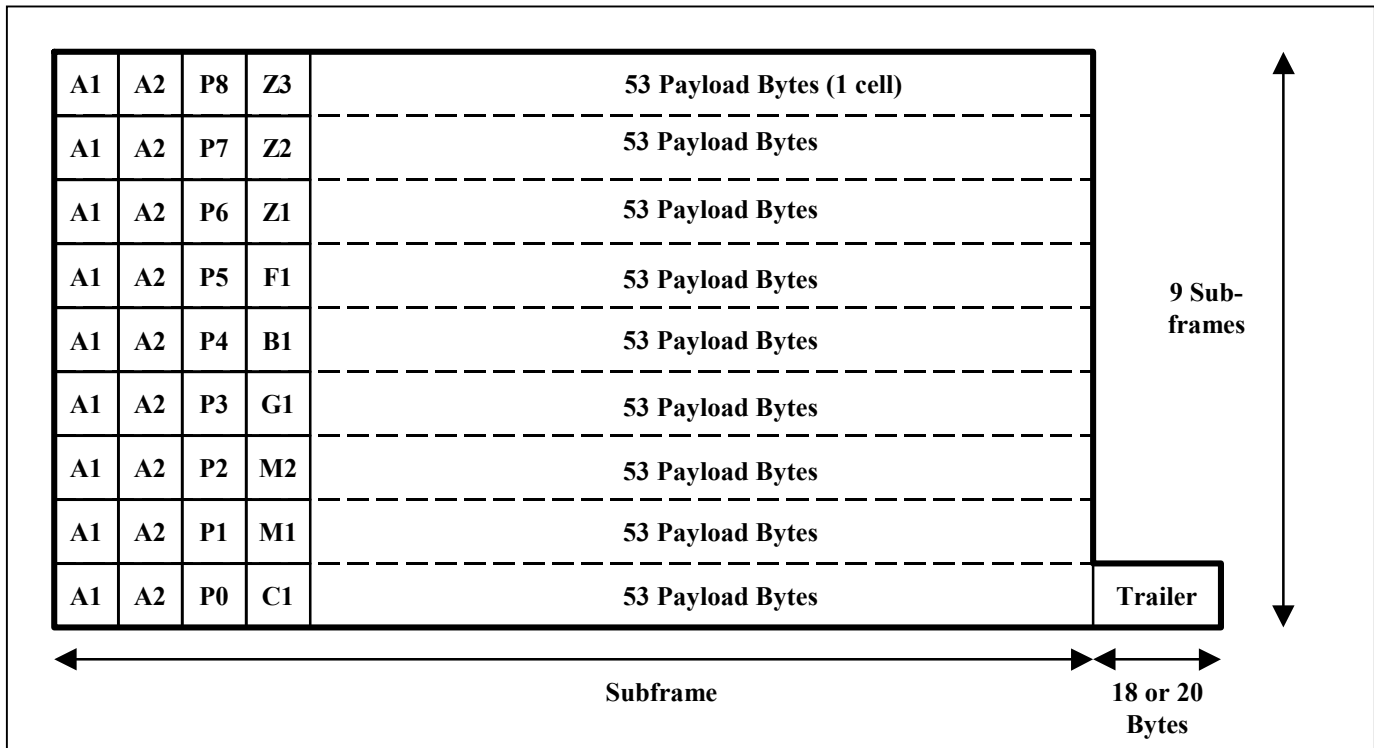 A1 A2 P8 Z3 53 Payload Bytes (1 cell)
A1 A2 P7 Z2 53 Payload Bytes
A1 A2 P6 Z1 53 Payload Bytes
A1 A2 P5 F1 53 Payload Bytes
9 Sub-
frames
A1 A2 P4 B1 53 Payload Bytes
A1 A2 P3 G1 53 Payload Bytes
A1 A2 P2 M2 53 Payload Bytes
A1 A2 P1 M1 53 Payload Bytes
A1 A2 P0 C1 53 Payload Bytes Trailer
Subframe
18 or 20
Bytes